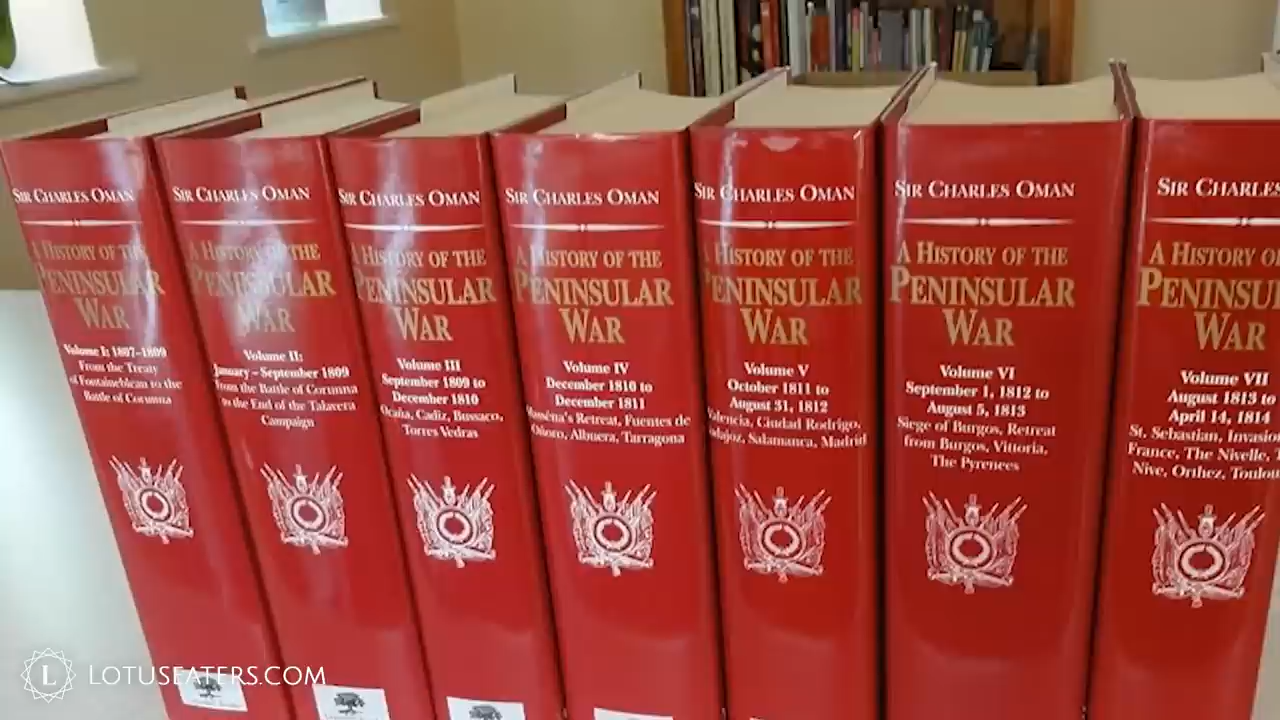 SIR CHARLES OMAN
A HISTORY OF THE
PENINSULAR
WAR
Volume I: 1807–1809
From the Treaty
of Fontainebleau to the
Battle of Corunna
SIR CHARLES OMAN
A HISTORY OF THE
PENINSULAR
WAR
Volume II:
January – September 1809
From the Battle of Corunna
to the End of the Talavera
Campaign
SIR CHARLES OMAN
A HISTORY OF THE
PENINSULAR
WAR
Volume III
September 1809 to
December 1810
Ocaña, Cadiz, Bussaco,
Torres Vedras
SIR CHARLES OMAN
A HISTORY OF THE
PENINSULAR
WAR
Volume IV
December 1810 to
December 1811
Masséna's Retreat, Fuentes de
Oñoro, Albuera, Tarragona
SIR CHARLES OMAN
A HISTORY OF THE
PENINSULAR
WAR
Volume V
October 1811 to
August 31, 1812
Valencia, Ciudad Rodrigo,
Badajoz, Salamanca, Madrid
SIR CHARLES OMAN
A HISTORY OF THE
PENINSULAR
WAR
Volume VI
September 1, 1812 to
August 5, 1813
Siege of Burgos, Retreat
from Burgos, Vittoria,
The Pyrenees
SIR CHARLES
A HISTORY O
PENINSU
WAR
Volume VII
August 1813 to
April 14, 1814
St. Sebastian, Invasio
France, The Nivelle,
Nive, Orthez, Toulou
L LOTUSEATERS.COM